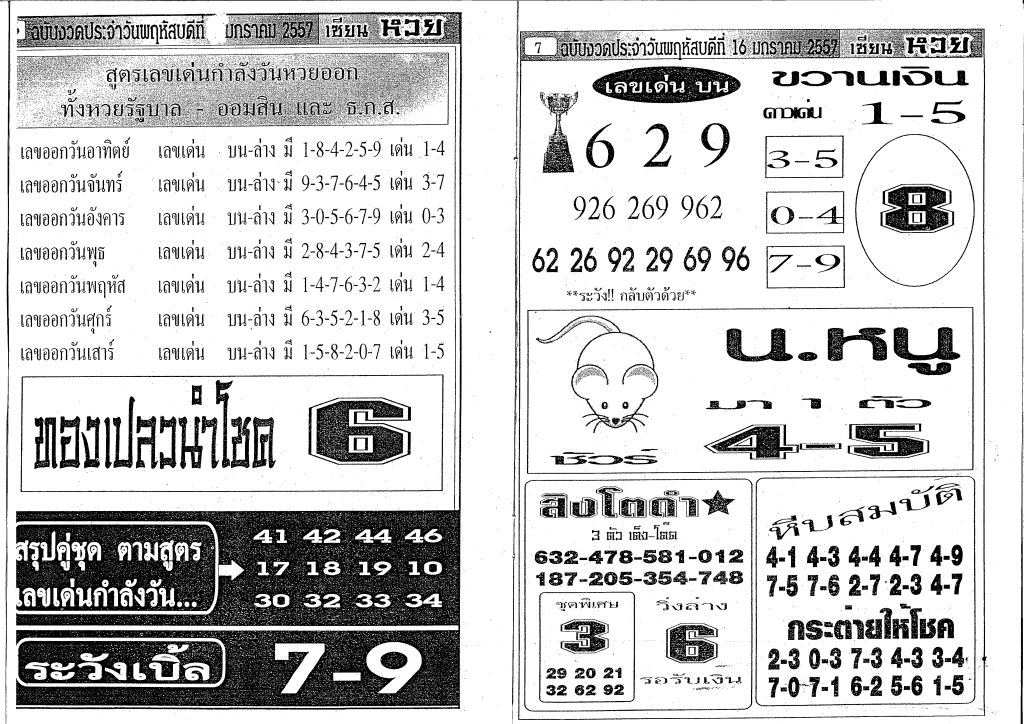 ฉบับงวดประจำวันพฤหัสบดีที่ มกราคม 2557 เซียน หวย
สูตรเลขเด่นกำลังวันหวยออก
ทั้งหวยรัฐบาล - ออมสิน และ ธ.ก.ส.
เลขออกวันอาทิตย์ เลขเด่น บน-ล่าง มี 1-8-4-2-5-9 เด่น 1-4
เลขออกวันจันทร์ เลขเด่น บน-ล่าง มี 9-3-7-6-4-5 เด่น 3-7
เลขออกวันอังคาร เลขเด่น บน-ล่าง มี 3-0-5-6-7-9 เด่น 0-3
เลขออกวันพุธ เลขเด่น บน-ล่าง มี 2-8-4-3-7-5 เด่น 2-4
เลขออกวันพฤหัส เลขเด่น บน-ล่าง มี 1-4-7-6-3-2 เด่น 1-4
เลขออกวันศุกร์ เลขเด่น บน-ล่าง มี 6-3-5-2-1-8 เด่น 3-5
เลขออกวันเสาร์ เลขเด่น บน-ล่าง มี 1-5-8-2-0-7 เด่น 1-5
ทองเปลวนำโชค 6
สรุปคู่ชุด ตามสูตร
เลขเด่นกำลังวัน...
41 42 44 46
17 18 19 10
30 32 33 34
ระวังเบิ้ล 7-9
7 ฉบับงวดประจำวันพฤหัสบดีที่ 16 มกราคม 2557 เซียน หวย
เลขเด่น บน
6 2 9
926 269 962
62 26 92 29 69 96
**ระวัง!! กลับตัวด้วย**
ขวานเงิน
ดาวเด่น 1-5
3-5
0-4
7-9
8
น.หนู
มา 1 ตัว
ชัวร์ 4-5
สิงโตดำ
3 ตัว เต็ง-โต๊ด
632-478-581-012
187-205-354-748
ชุดพิเศษ
3
29 20 21
32 62 92
วิ่งล่าง
6
รอรับเงิน
หีบสมบัติ
4-1 4-3 4-4 4-7 4-9
7-5 7-6 2-7 2-3 4-7
กระต่ายให้โชค
2-3 0-3 7-3 4-3 3-4
7-0 7-1 6-2 5-6 1-5